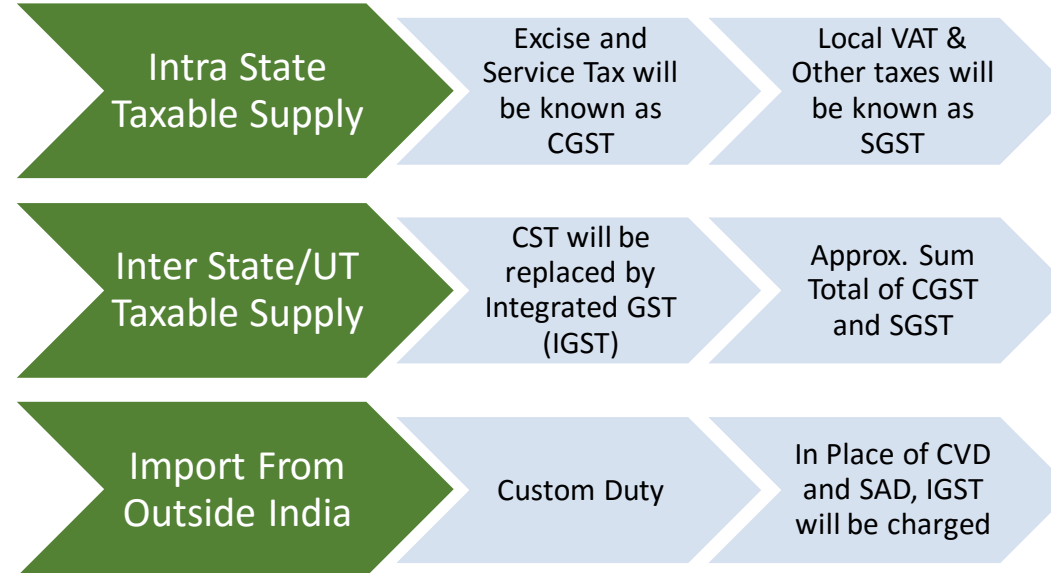 Intra State
Taxable Supply
Excise and
Service Tax will
be known as
CGST
Local VAT &
Other taxes will
be known as
SGST
Inter State/UT
Taxable Supply
CST will be
replaced by
Integrated GST
(IGST)
Approx. Sum
Total of CGST
and SGST
Import From
Outside India
Custom Duty
In Place of CVD
and SAD, IGST
will be charged